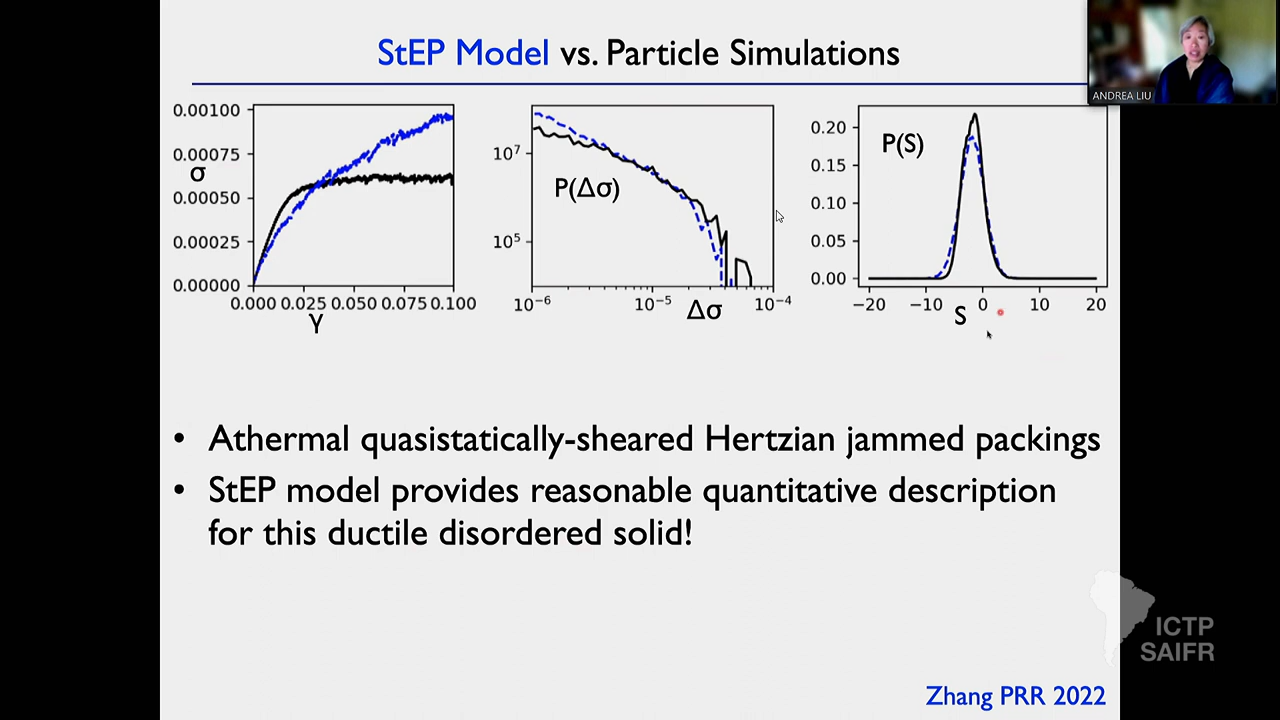 StEP Model vs. Particle Simulations
ANDREA LIU
0.00100
0.00075
σ
0.00050
0.00025
0.00000
0.000 0.025 0.050 0.075 0.100
γ
10⁷
P(Δσ)
10⁵
10⁻⁶ 10⁻⁵ 10⁻⁴
Δσ
0.20
P(S)
0.15
0.10
0.05
0.00
−20 −10 0 10 20
S
• Athermal quasistatically-sheared Hertzian jammed packings
• StEP model provides reasonable quantitative description
for this ductile disordered solid!
ICTP
SAIFR
Zhang PRR 2022